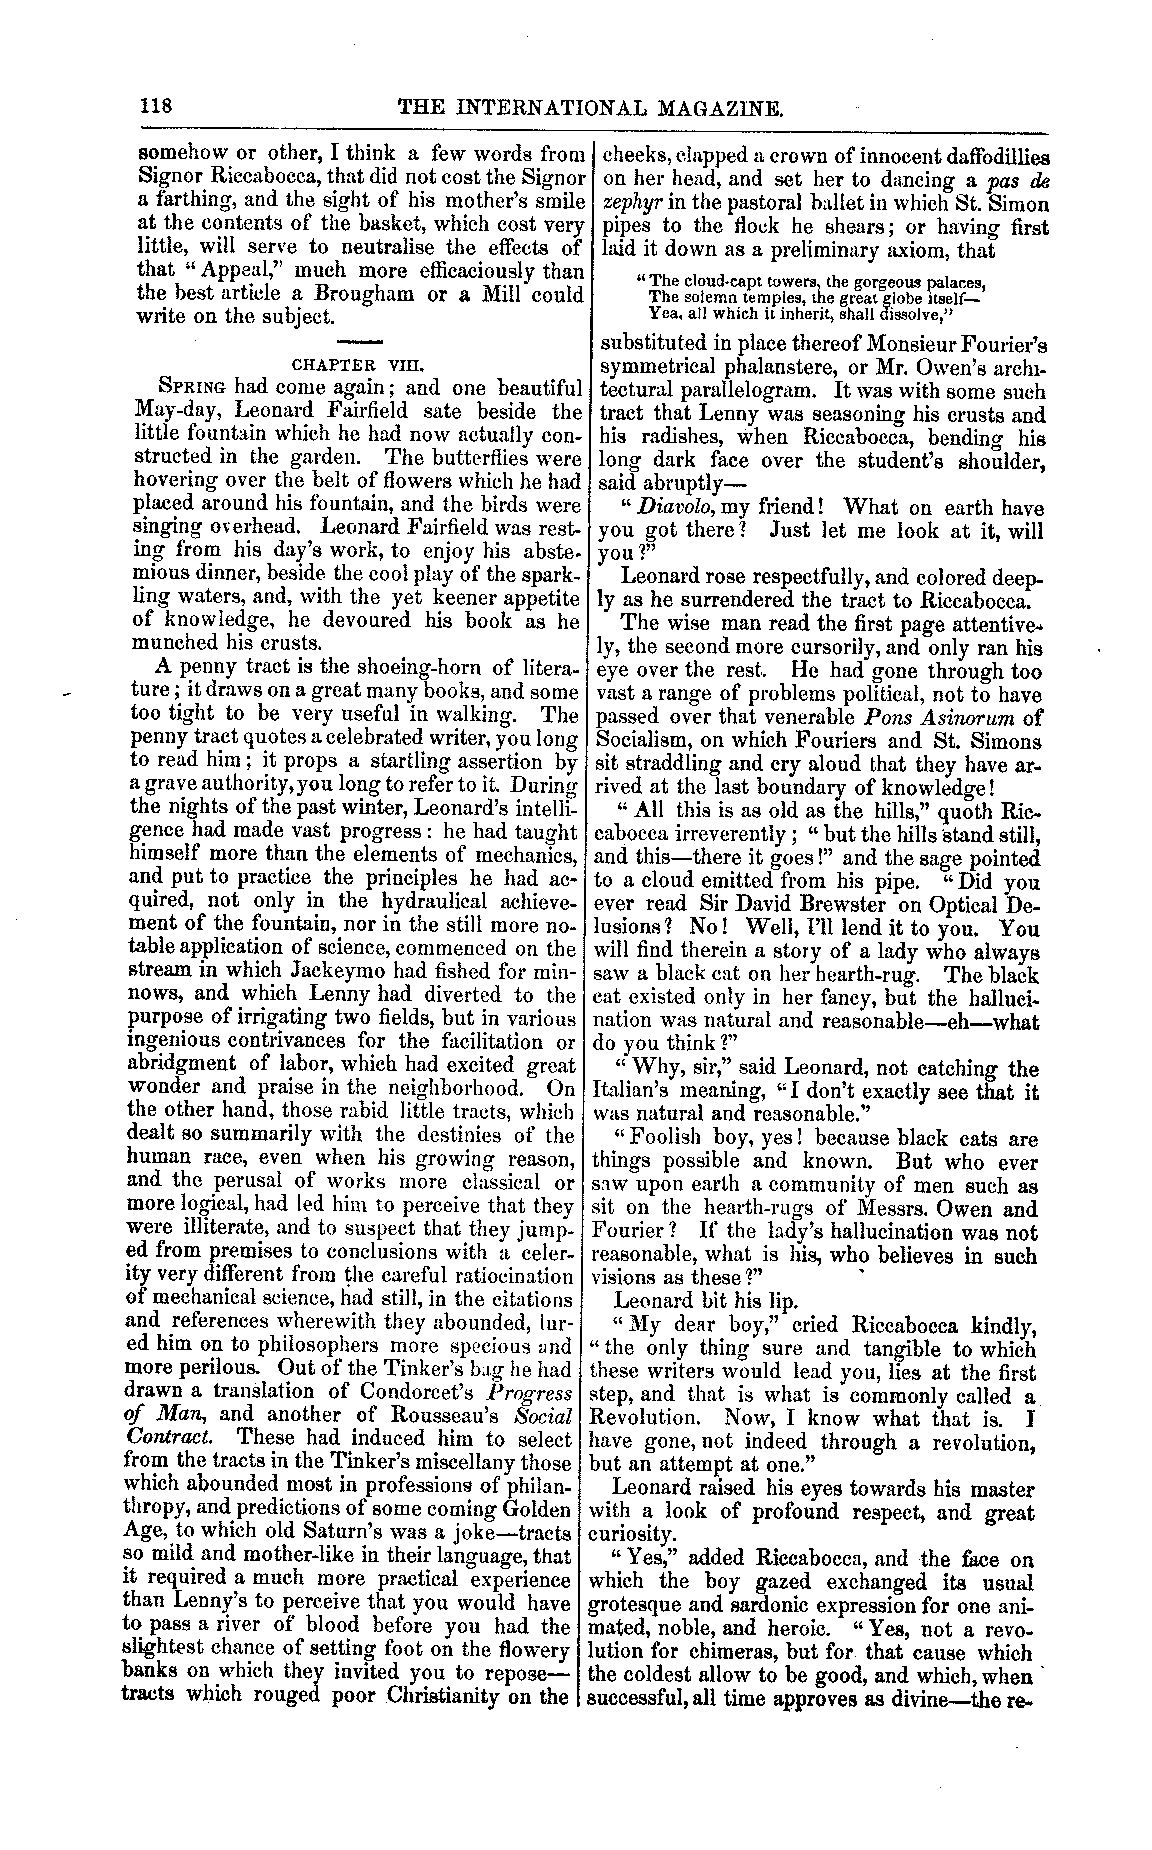 118
THE INTERNATIONAL MAGAZINE.
somehow or other, I think a few words from
Signor Riccabocca, that did not cost the Signor
a farthing, and the sight of his mother's smile
at the contents of the basket, which cost very
little, will serve to neutralise the effects of
that "Appeal," much more efficaciously than
the best article a Brougham or a Mill could
write on the subject.
CHAPTER VIII.
SPRING had come again; and one beautiful
May-day, Leonard Fairfield sate beside the
little fountain which he had now actually con-
structed in the garden. The butterflies were
hovering over the belt of flowers which he had
placed around his fountain, and the birds were
singing overhead. Leonard Fairfield was rest-
ing from his day's work, to enjoy his abste-
mious dinner, beside the cool play of the spark-
ling waters, and, with the yet keener appetite
of knowledge, he devoured his book as he
munched his crusts.
A penny tract is the shoeing-horn of litera-
ture; it draws on a great many books, and some
too tight to be very useful in walking. The
penny tract quotes a celebrated writer, you long
to read him; it props a startling assertion by
a grave authority, you long to refer to it. During
the nights of the past winter, Leonard's intelli-
gence had made vast progress: he had taught
himself more than the elements of mechanics,
and put to practice the principles he had ac-
quired, not only in the hydraulical achieve-
ment of the fountain, nor in the still more no-
table application of science, commenced on the
stream in which Jackeymo had fished for min-
nows, and which Lenny had diverted to the
purpose of irrigating two fields, but in various
ingenious contrivances for the facilitation or
abridgment of labor, which had excited great
wonder and praise in the neighborhood. On
the other hand, those rabid little tracts, which
dealt so summarily with the destinies of the
human race, even when his growing reason,
and the perusal of works more classical or
more logical, had led him to perceive that they
were illiterate, and to suspect that they jump-
ed from premises to conclusions with a celer-
ity very different from the careful ratiocination
of mechanical science, had still, in the citations
and references wherewith they abounded, lur-
ed him on to philosophers more specious and
more perilous. Out of the Tinker's bag he had
drawn a translation of Condorcet's Progress
of Man, and another of Rousseau's Social
Contract. These had induced him to select
from the tracts in the Tinker's miscellany those
which abounded most in professions of philan-
thropy, and predictions of some coming Golden
Age, to which old Saturn's was a joke—tracts
so mild and mother-like in their language, that
it required a much more practical experience
than Lenny's to perceive that you would have
to pass a river of blood before you had the
slightest chance of setting foot on the flowery
banks on which they invited you to repose—
tracts which rouged poor Christianity on the
cheeks, clapped a crown of innocent daffodillies
on her head, and set her to dancing a pas de
zephyr in the pastoral ballet in which St. Simon
pipes to the flock he shears; or having first
laid it down as a preliminary axiom, that
"The cloud-capt towers, the gorgeous palaces,
The solemn temples, the great globe itself—
Yea, all which it inherit, shall dissolve,"
substituted in place thereof Monsieur Fourier's
symmetrical phalanstere, or Mr. Owen's archi-
tectural parallelogram. It was with some such
tract that Lenny was seasoning his crusts and
his radishes, when Riccabocca, bending his
long dark face over the student's shoulder,
said abruptly—
"Diavolo, my friend! What on earth have
you got there? Just let me look at it, will
you?"
Leonard rose respectfully, and colored deep-
ly as he surrendered the tract to Riccabocca.
The wise man read the first page attentive-
ly, the second more cursorily, and only ran his
eye over the rest. He had gone through too
vast a range of problems political, not to have
passed over that venerable Pons Asinorum of
Socialism, on which Fouriers and St. Simons
sit straddling and cry aloud that they have ar-
rived at the last boundary of knowledge!
"All this is as old as the hills," quoth Ric-
cabocca irreverently; "but the hills stand still,
and this—there it goes!" and the sage pointed
to a cloud emitted from his pipe. "Did you
ever read Sir David Brewster on Optical De-
lusions? No! Well, I'll lend it to you. You
will find therein a story of a lady who always
saw a black cat on her hearth-rug. The black
cat existed only in her fancy, but the halluci-
nation was natural and reasonable—eh—what
do you think?"
"Why, sir," said Leonard, not catching the
Italian's meaning, "I don't exactly see that it
was natural and reasonable."
"Foolish boy, yes! because black cats are
things possible and known. But who ever
saw upon earth a community of men such as
sit on the hearth-rugs of Messrs. Owen and
Fourier? If the lady's hallucination was not
reasonable, what is his, who believes in such
visions as these?"
Leonard bit his lip.
"My dear boy," cried Riccabocca kindly,
"the only thing sure and tangible to which
these writers would lead you, lies at the first
step, and that is what is commonly called a
Revolution. Now, I know what that is. I
have gone, not indeed through a revolution,
but an attempt at one."
Leonard raised his eyes towards his master
with a look of profound respect, and great
curiosity.
"Yes," added Riccabocca, and the face on
which the boy gazed exchanged its usual
grotesque and sardonic expression for one ani-
mated, noble, and heroic. "Yes, not a revo-
lution for chimeras, but for that cause which
the coldest allow to be good, and which, when
successful, all time approves as divine—the re-